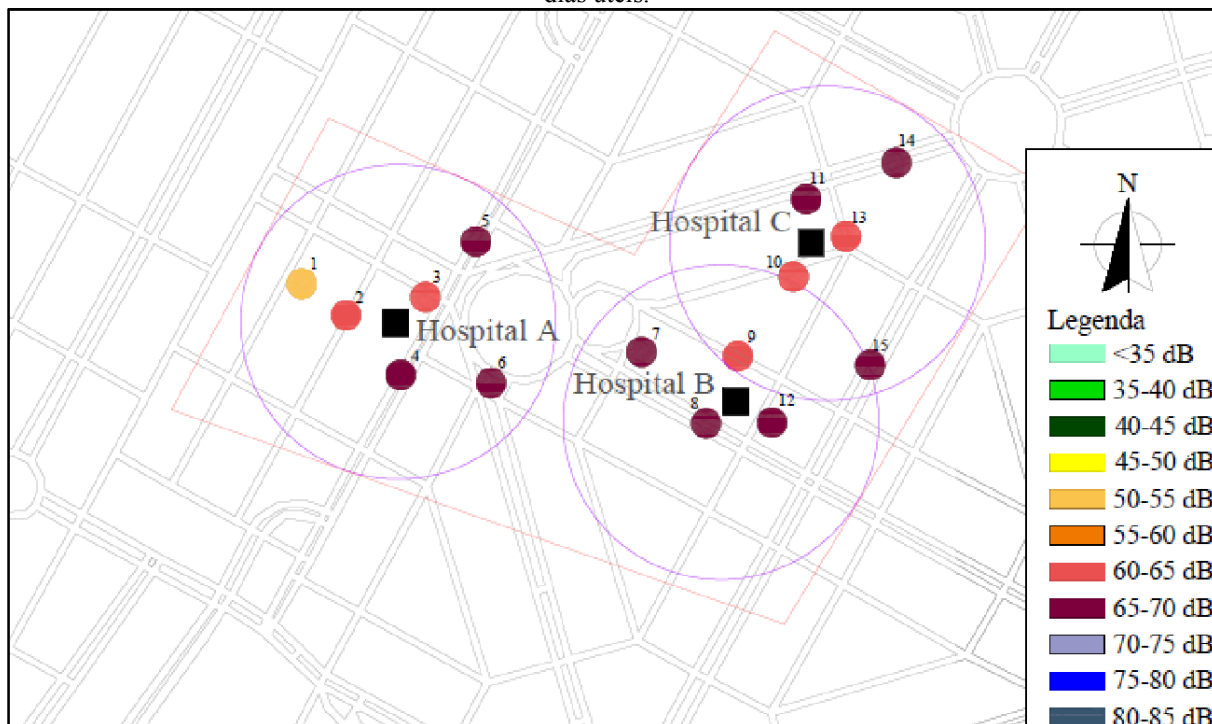 dias úteis.
14
11
Hospital C
13
5
10
1
3
2
Hospital A
7
9
15
4
6
Hospital B
8
12
N
Legenda
<35 dB
35-40 dB
40-45 dB
45-50 dB
50-55 dB
55-60 dB
60-65 dB
65-70 dB
70-75 dB
75-80 dB
80-85 dB